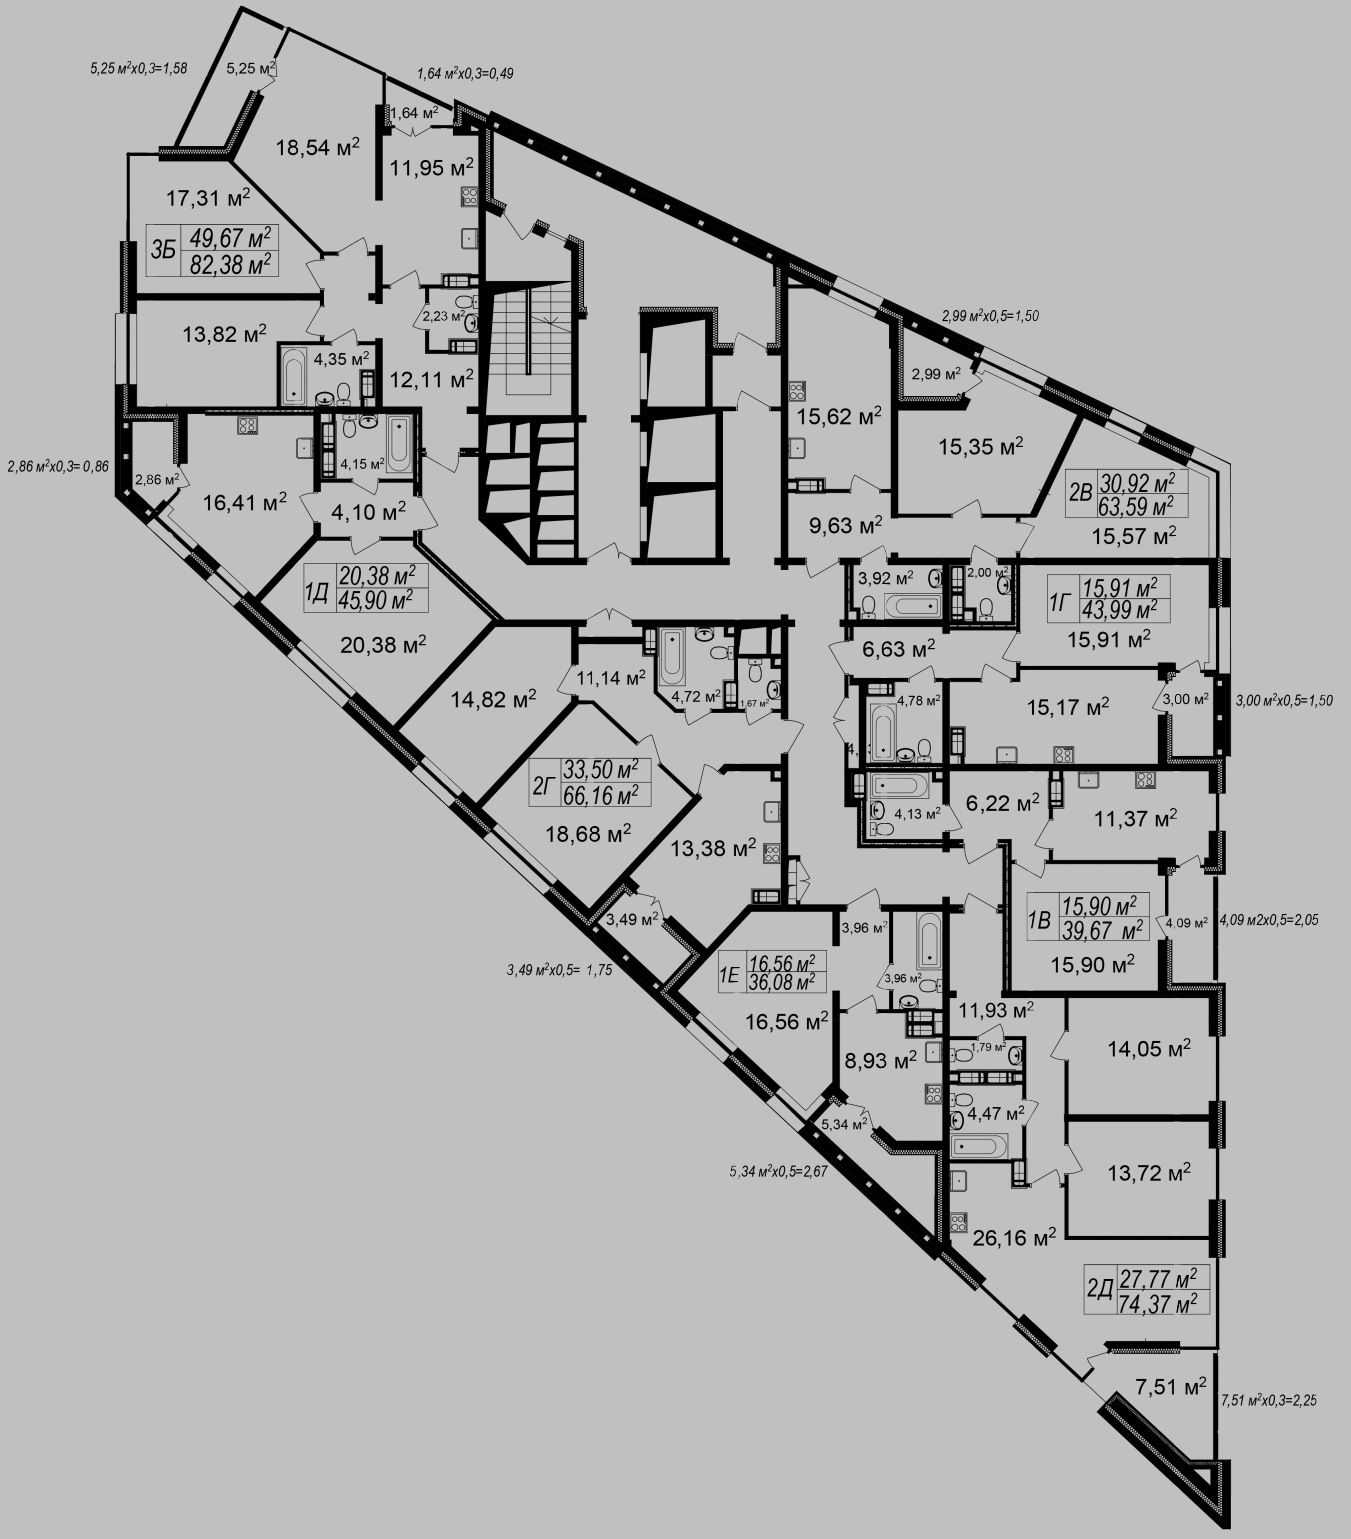 5,25 м²х0,3=1,58
5,25 м²
1,64 м²х0,3=0,49
1,64 м²
18,54 м²
11,95 м²
17,31 м²
3Б
49,67 м²
82,38 м²
13,82 м²
2,23 м²
4,35 м²
12,11 м²
2,99 м²х0,5=1,50
2,99 м²
15,62 м²
15,35 м²
2,86 м²х0,3= 0,86
2,86 м²
4,15 м²
16,41 м²
4,10 м²
2В
30,92 м²
63,59 м²
15,57 м²
9,63 м²
1Д
20,38 м²
45,90 м²
20,38 м²
3,92 м²
2,00 м²
1Г
15,91 м²
43,99 м²
15,91 м²
6,63 м²
14,82 м²
11,14 м²
4,72 м²
1,67 м²
4,78 м²
15,17 м²
3,00 м²
3,00 м²х0,5=1,50
2Г
33,50 м²
66,16 м²
18,68 м²
13,38 м²
4,13 м²
6,22 м²
11,37 м²
3,49 м²
3,49 м²х0,5= 1,75
3,96 м²
1В
15,90 м²
39,67 м²
15,90 м²
4,09 м²
4,09 м2х0,5=2,05
1Е
16,56 м²
36,08 м²
16,56 м²
3,96 м²
8,93 м²
11,93 м²
1,79 м²
14,05 м²
5,34 м²
4,47 м²
5,34 м²х0,5=2,67
13,72 м²
26,16 м²
2Д
27,77 м²
74,37 м²
7,51 м²
7,51 м²х0,3=2,25